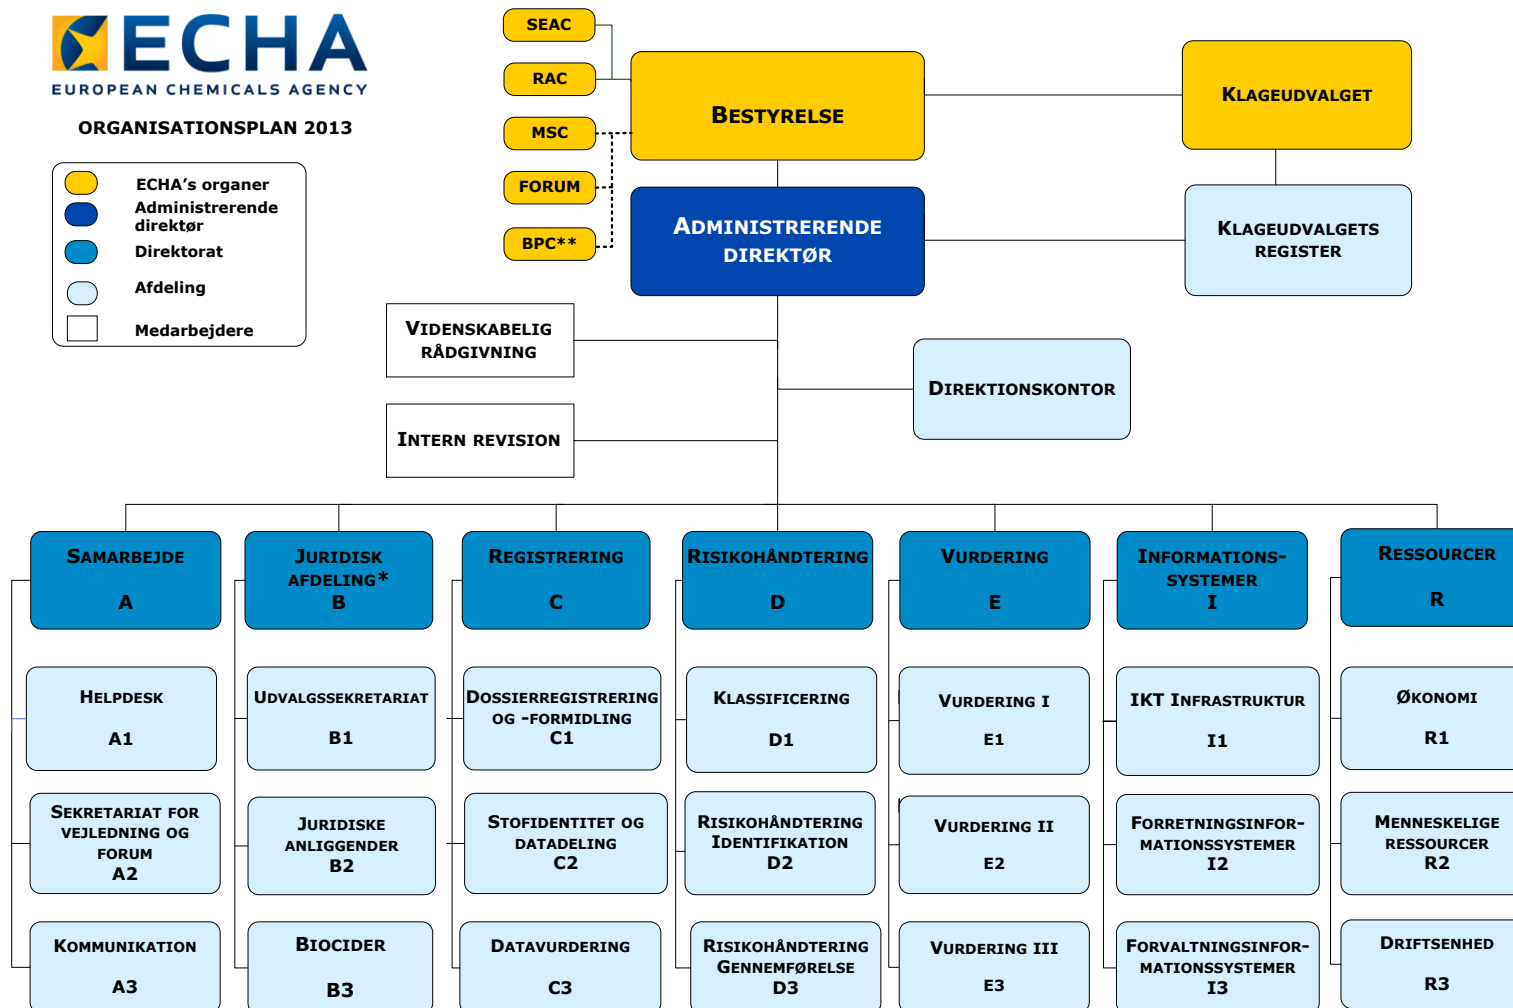 ECHA
EUROPEAN CHEMICALS AGENCY
ORGANISATIONSPLAN 2013
ECHA's organer
Administrerende
direktør
Direktorat
Afdeling
Medarbejdere
SEAC
RAC
MSC
FORUM
BPC**
BESTYRELSE
KLAGEUDVALGET
ADMINISTRERENDE
DIREKTØR
KLAGEUDVALGETS
REGISTER
VIDENSKABELIG
RÅDGIVNING
DIREKTIONSKONTOR
INTERN REVISION
SAMARBEJDE
A
JURIDISK
AFDELING*
B
REGISTRERING
C
RISIKOHÅNDTERING
D
VURDERING
E
INFORMATIONS-
SYSTEMER
I
RESSOURCER
R
HELPDESK
A1
UDVALGSSEKRETARIAT
B1
DOSSIERREGISTRERING
OG -FORMIDLING
C1
KLASSIFICERING
D1
VURDERING I
E1
IKT INFRASTRUKTUR
I1
ØKONOMI
R1
SEKRETARIAT FOR
VEJLEDNING OG
FORUM
A2
JURIDISKE
ANLIGGENDER
B2
STOFIDENTITET OG
DATADELING
C2
RISIKOHÅNDTERING
IDENTIFIKATION
D2
VURDERING II
E2
FORRETNINGSINFOR-
MATIONSSYSTEMER
I2
MENNESKELIGE
RESSOURCER
R2
KOMMUNIKATION
A3
BIOCIDER
B3
DATAVURDERING
C3
RISIKOHÅNDTERING
GENNEMFØRELSE
D3
VURDERING III
E3
FORVALTNINGSINFOR-
MATIONSSYSTEMER
I3
DRIFTSENHED
R3